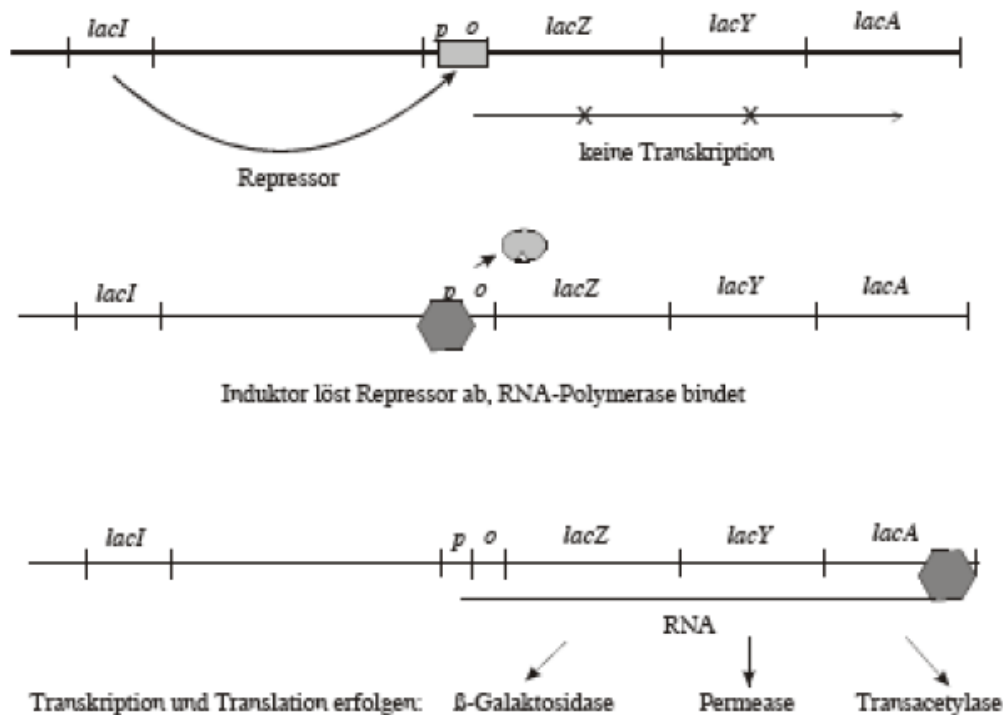 lacI p o lacZ lacY lacA
keine Transkription
Repressor
lacI p o lacZ lacY lacA
Induktor löst Repressor ab, RNA-Polymerase bindet
lacI p o lacZ lacY lacA
RNA
Transkription und Translation erfolgen: ß-Galaktosidase Permease Transacetylase